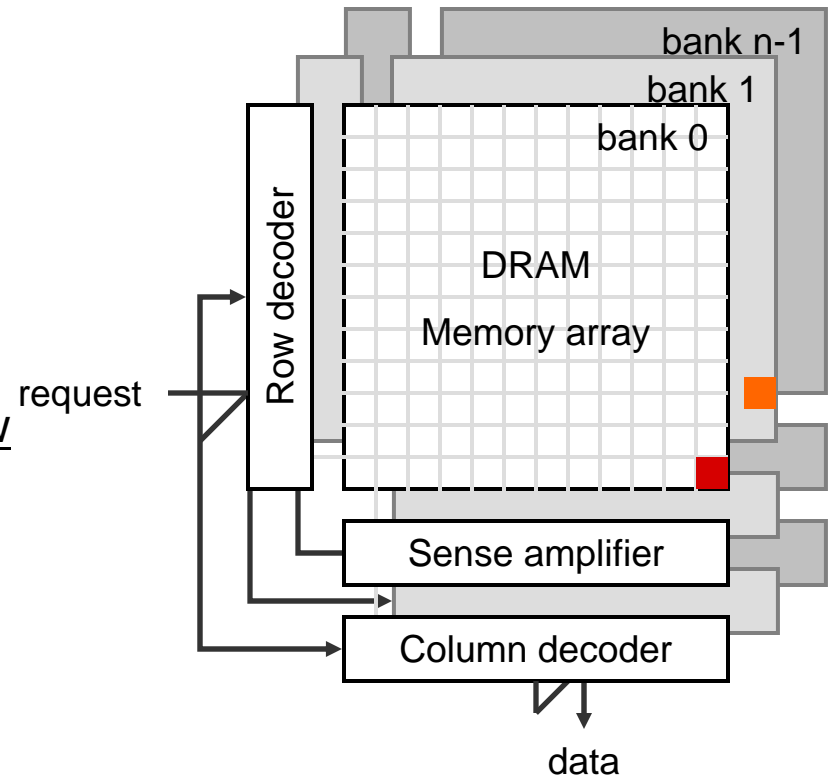 bank n-1
bank 1
bank 0
Row decoder
DRAM
Memory array
request
Sense amplifier
Column decoder
data